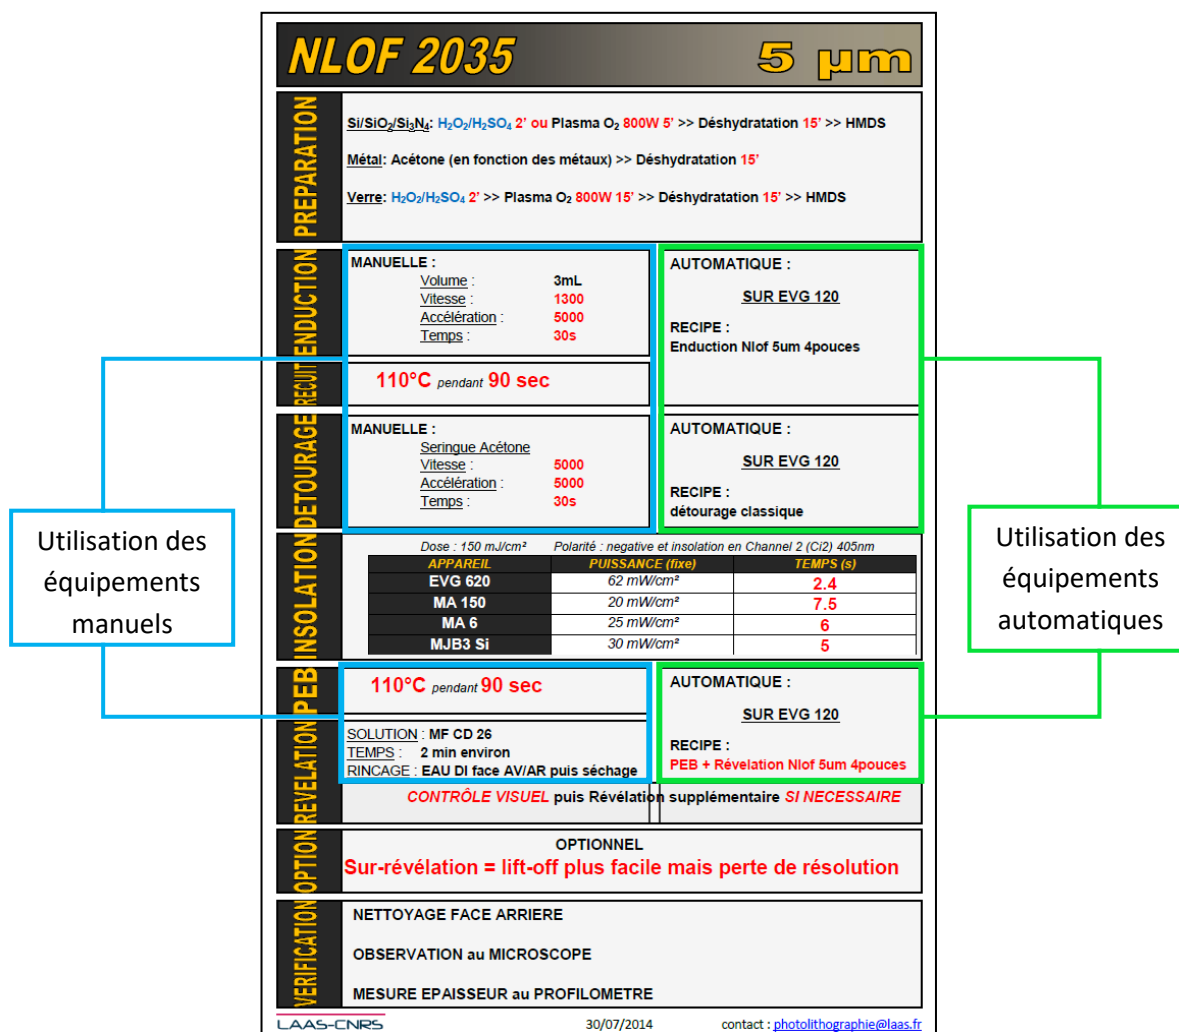 NLOF 2035 5 µm
PREPARATION
Si/SiO₂/Si₃N₄: H₂O₂/H₂SO₄ 2’ ou Plasma O₂ 800W 5’ >> Déshydratation 15’ >> HMDS
Métal: Acétone (en fonction des métaux) >> Déshydratation 15’
Verre: H₂O₂/H₂SO₄ 2’ >> Plasma O₂ 800W 15’ >> Déshydratation 15’ >> HMDS
ENDUCTION
MANUELLE :
Volume : 3mL
Vitesse : 1300
Accélération : 5000
Temps : 30s
AUTOMATIQUE :
SUR EVG 120
RECIPE :
Enduction Nlof 5um 4pouces
RECUIT
110°C pendant 90 sec
DETOURAGE
MANUELLE :
Seringue Acétone
Vitesse : 5000
Accélération : 5000
Temps : 30s
AUTOMATIQUE :
SUR EVG 120
RECIPE :
détourage classique
Utilisation des
équipements
manuels
Utilisation des
équipements
automatiques
INSOLATION
Dose : 150 mJ/cm² Polarité : negative et insolation en Channel 2 (Ci2) 405nm
APPAREIL PUISSANCE (fixe) TEMPS (s)
EVG 620 62 mW/cm² 2.4
MA 150 20 mW/cm² 7.5
MA 6 25 mW/cm² 6
MJB3 Si 30 mW/cm² 5
PEB
110°C pendant 90 sec
REVELATION
SOLUTION : MF CD 26
TEMPS : 2 min environ
RINCAGE : EAU DI face AV/AR puis séchage
AUTOMATIQUE :
SUR EVG 120
RECIPE :
PEB + Révelation Nlof 5um 4pouces
CONTRÔLE VISUEL puis Révélation supplémentaire SI NECESSAIRE
OPTION
OPTIONNEL
Sur-révélation = lift-off plus facile mais perte de résolution
VERIFICATION
NETTOYAGE FACE ARRIERE
OBSERVATION au MICROSCOPE
MESURE EPAISSEUR au PROFILOMETRE
LAAS-CNRS 30/07/2014 contact : photolithographie@laas.fr